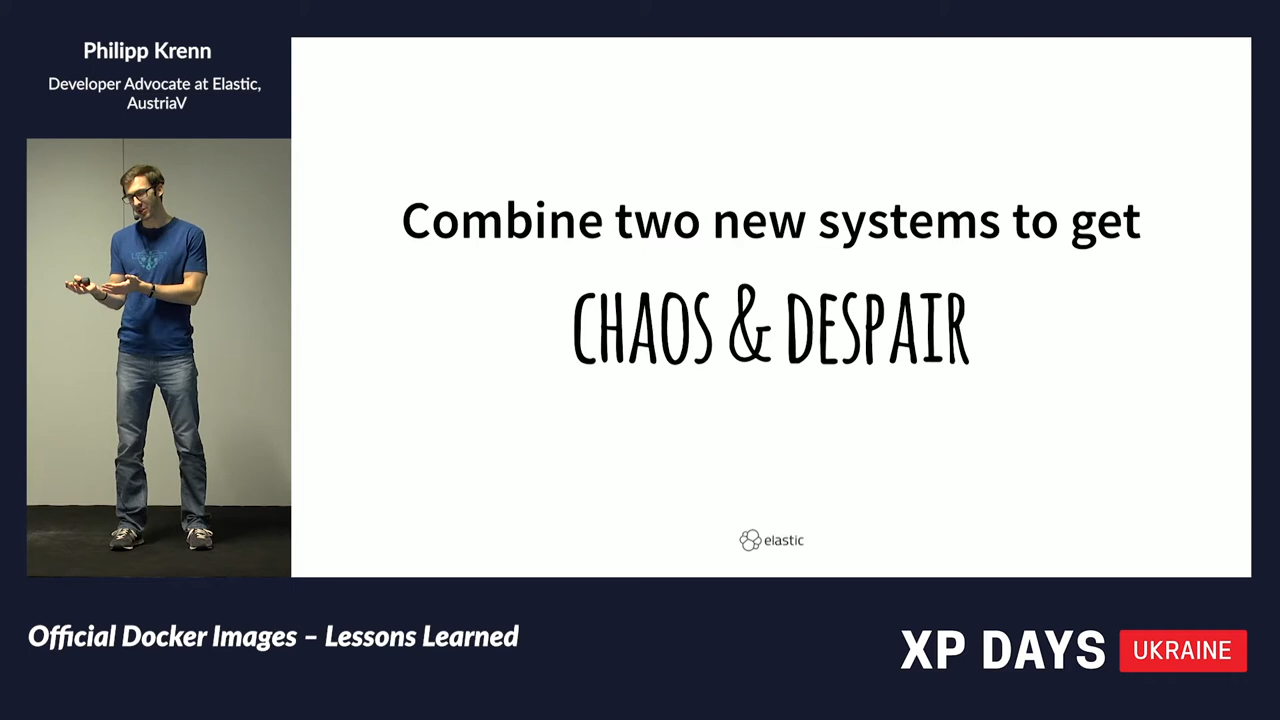 Philipp Krenn
Developer Advocate at Elastic,
AustriaV
Combine two new systems to get
CHAOS & DESPAIR
elastic
Official Docker Images – Lessons Learned
XP DAYS UKRAINE